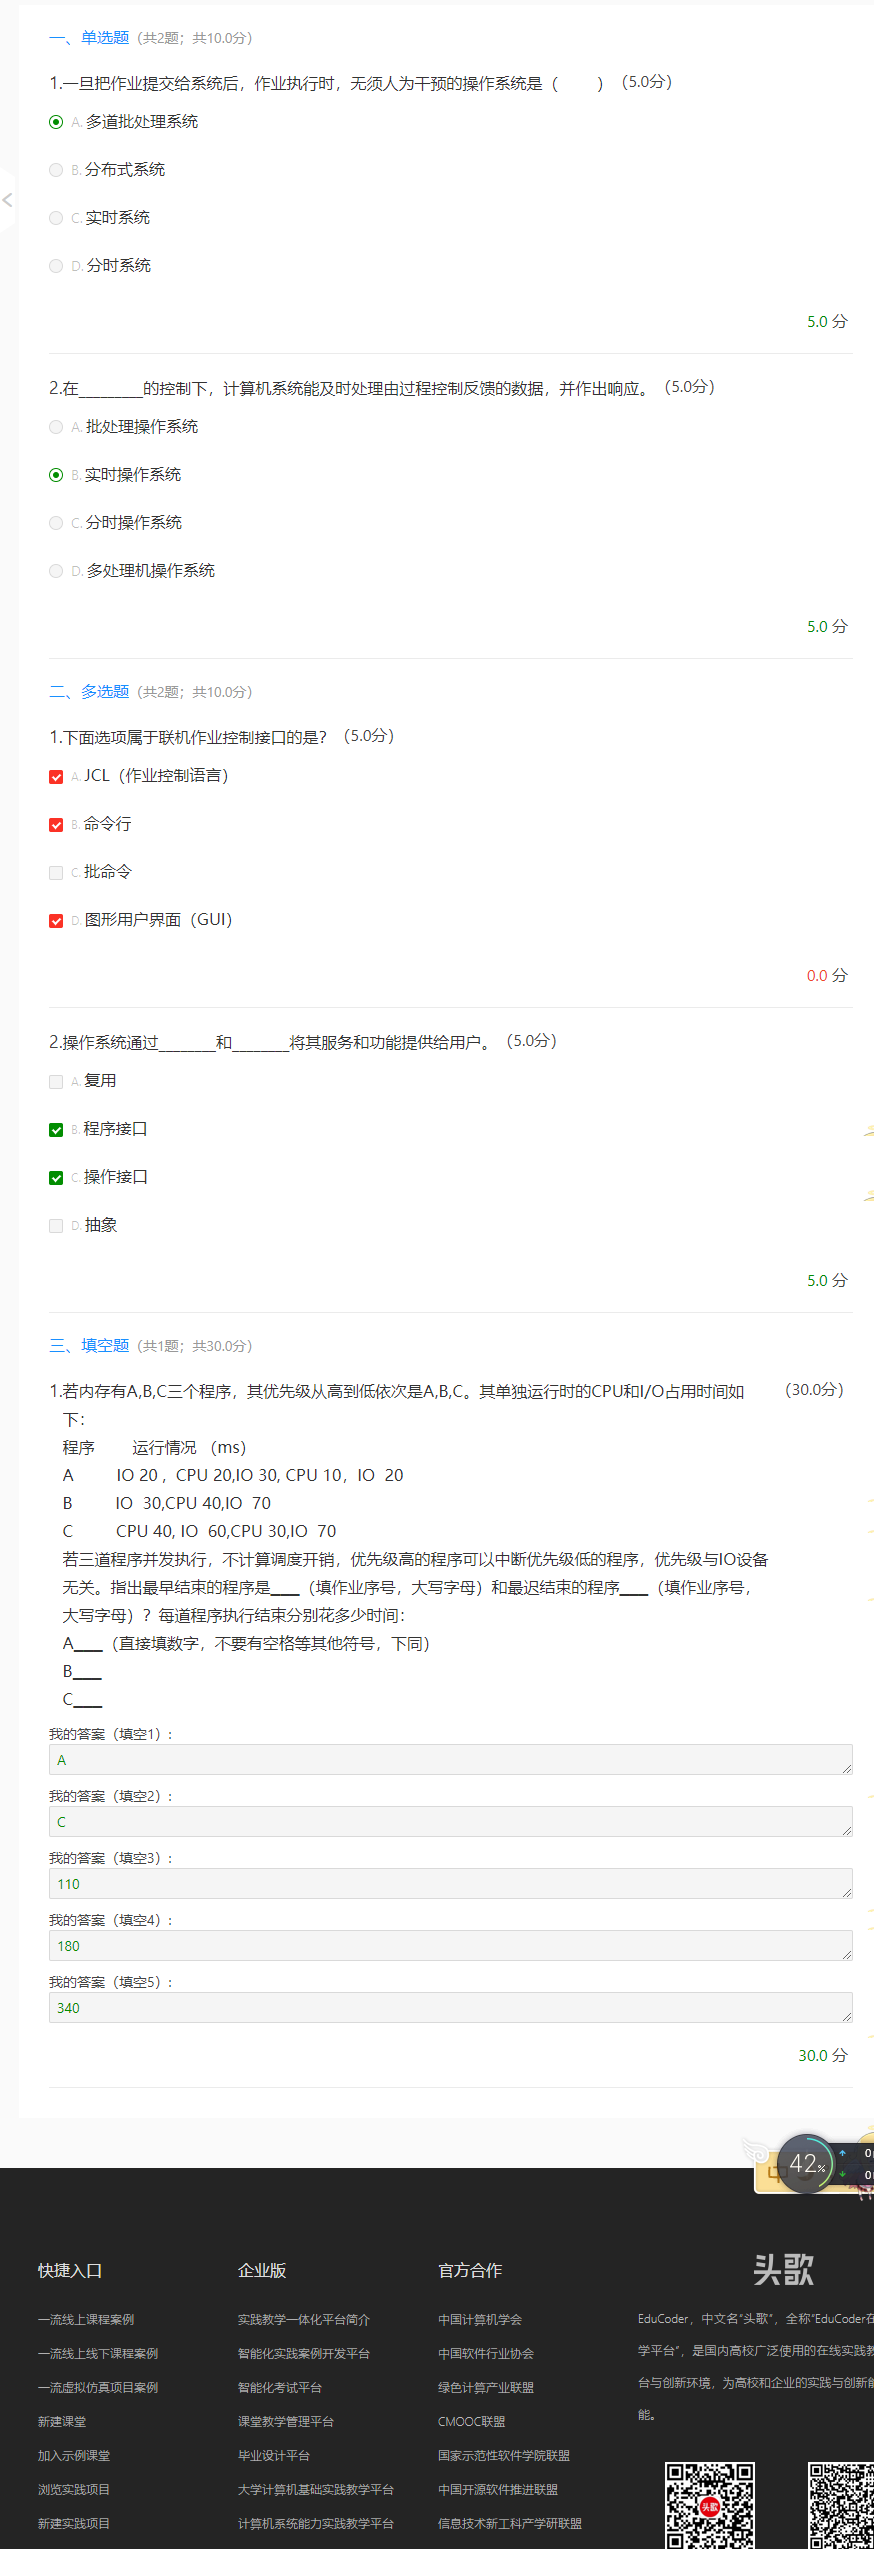 一、单选题（共2题；共10.0分）
1.一旦把作业提交给系统后，作业执行时，无须人为干预的操作系统是（ ）（5.0分）
A. 多道批处理系统
B. 分布式系统
C. 实时系统
D. 分时系统
5.0 分
2.在________的控制下，计算机系统能及时处理由过程控制反馈的数据，并作出响应。（5.0分）
A. 批处理操作系统
B. 实时操作系统
C. 分时操作系统
D. 多处理机操作系统
5.0 分
二、多选题（共2题；共10.0分）
1.下面选项属于联机作业控制接口的是？（5.0分）
A. JCL（作业控制语言）
B. 命令行
C. 批命令
D. 图形用户界面（GUI）
0.0 分
2.操作系统通过_______和_______将其服务和功能提供给用户。（5.0分）
A. 复用
B. 程序接口
C. 操作接口
D. 抽象
5.0 分
三、填空题（共1题；共30.0分）
1.若内存有A,B,C三个程序，其优先级从高到低依次是A,B,C。其单独运行时的CPU和I/O占用时间如（30.0分）
下：
程序 运行情况 （ms）
A IO 20 ，CPU 20,IO 30, CPU 10，IO 20
B IO 30,CPU 40,IO 70
C CPU 40, IO 60,CPU 30,IO 70
若三道程序并发执行，不计算调度开销，优先级高的程序可以中断优先级低的程序，优先级与IO设备
无关。指出最早结束的程序是____（填作业序号，大写字母）和最迟结束的程序____（填作业序号，
大写字母）？每道程序执行结束分别花多少时间：
A____（直接填数字，不要有空格等其他符号，下同）
B____
C____
我的答案（填空1）:
A
我的答案（填空2）:
C
我的答案（填空3）:
110
我的答案（填空4）:
180
我的答案（填空5）:
340
30.0 分
42%
快捷入口 企业版 官方合作 头歌
一流线上课程案例 实践教学一体化平台简介 中国计算机学会 EduCoder，中文名“头歌”，全称“EduCoder在
一流线上线下课程案例 智能化实践案例开发平台 中国软件行业协会 学平台”，是国内高校广泛使用的在线实践教
一流虚拟仿真项目案例 智能化考试平台 绿色计算产业联盟 台与创新环境，为高校和企业的实践与创新能
新建课堂 课堂教学管理平台 CMOOC联盟 能。
加入示例课堂 毕业设计平台 国家示范性软件学院联盟
浏览实践项目 大学计算机基础实践教学平台 中国开源软件推进联盟
新建实践项目 计算机系统能力实践教学平台 信息技术新工科产学研联盟
头歌